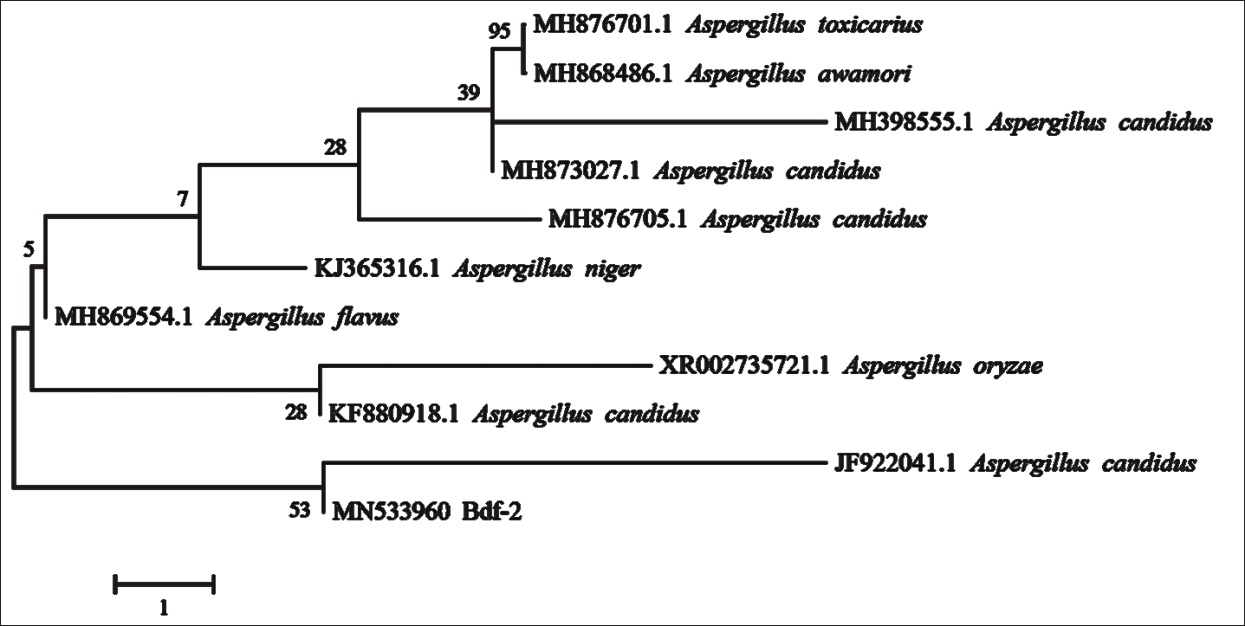 95
MH876701.1 Aspergillus toxicarius
MH868486.1 Aspergillus awamori
39
MH398555.1 Aspergillus candidus
28
MH873027.1 Aspergillus candidus
7
MH876705.1 Aspergillus candidus
5
KJ365316.1 Aspergillus niger
MH869554.1 Aspergillus flavus
XR002735721.1 Aspergillus oryzae
28
KF880918.1 Aspergillus candidus
JF922041.1 Aspergillus candidus
53
MN533960 Bdf-2
1